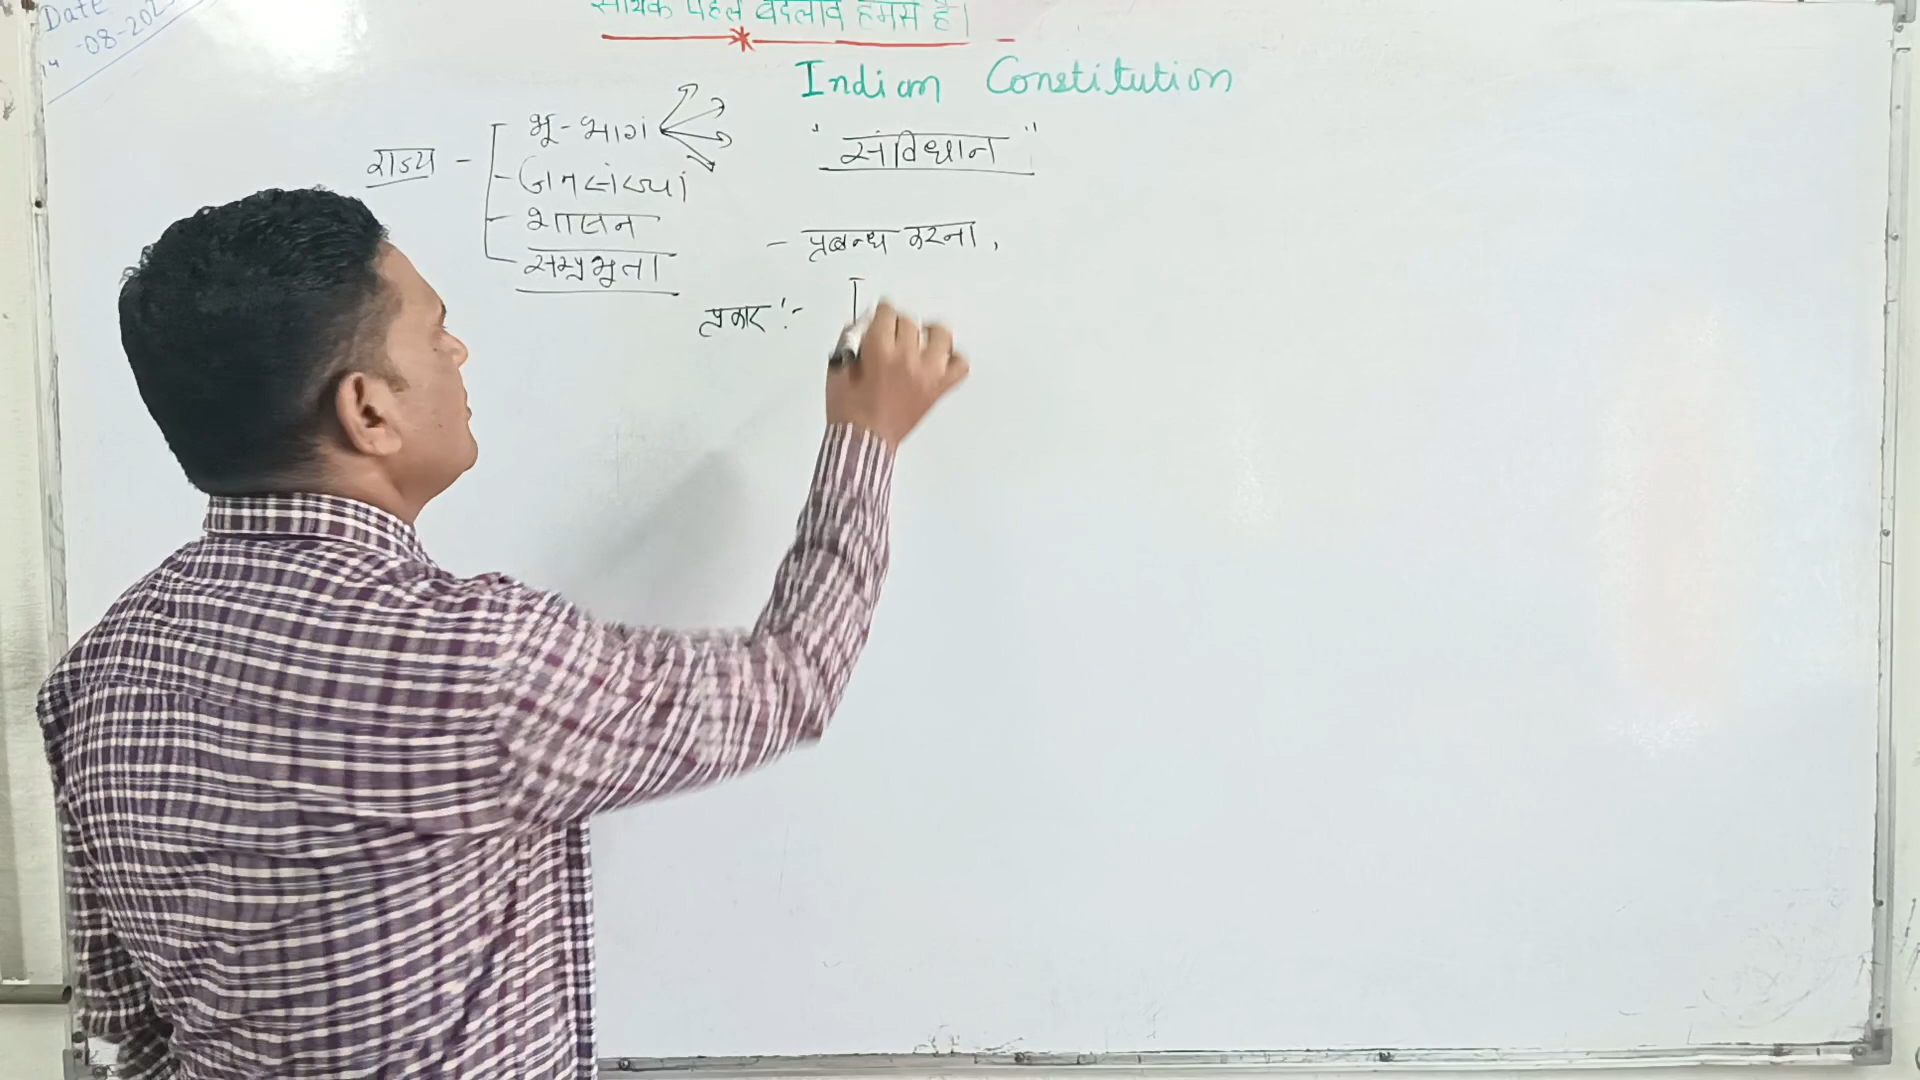 Date
14-08-202
सार्थक पहल बदलाव हमसे है।
Indian Constitution
"संविधान"
राज्य -
भू-भाग
जनसंख्या
शासन
सम्प्रभुता
- प्रबन्ध करना,
प्रकार :-